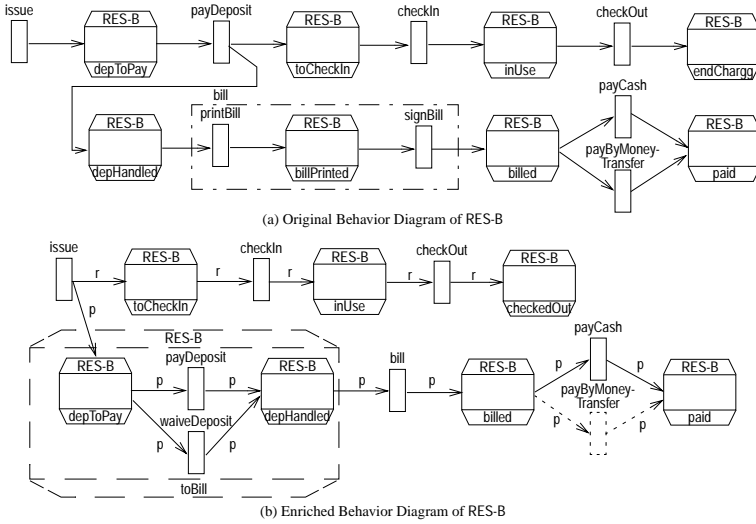 issue
payDeposit
checkIn
checkOut
RES-B
RES-B
RES-B
RES-B
depToPay
toCheckIn
inUse
endChargg
bill
payCash
printBill
signBill
RES-B
RES-B
RES-B
RES-B
payByMoney-
Transfer
depHandled
billPrinted
billed
paid
(a) Original Behavior Diagram of RES-B
issue
checkIn
checkOut
RES-B
RES-B
RES-B
r
r
r
r
r
toCheckIn
inUse
checkedOut
p
RES-B
payCash
payDeposit
RES-B
RES-B
bill
RES-B
RES-B
p
p
p
p
p
p
payByMoney-
Transfer
depToPay
waiveDeposit
depHandled
billed
paid
p
p
p
p
toBill
(b) Enriched Behavior Diagram of RES-B